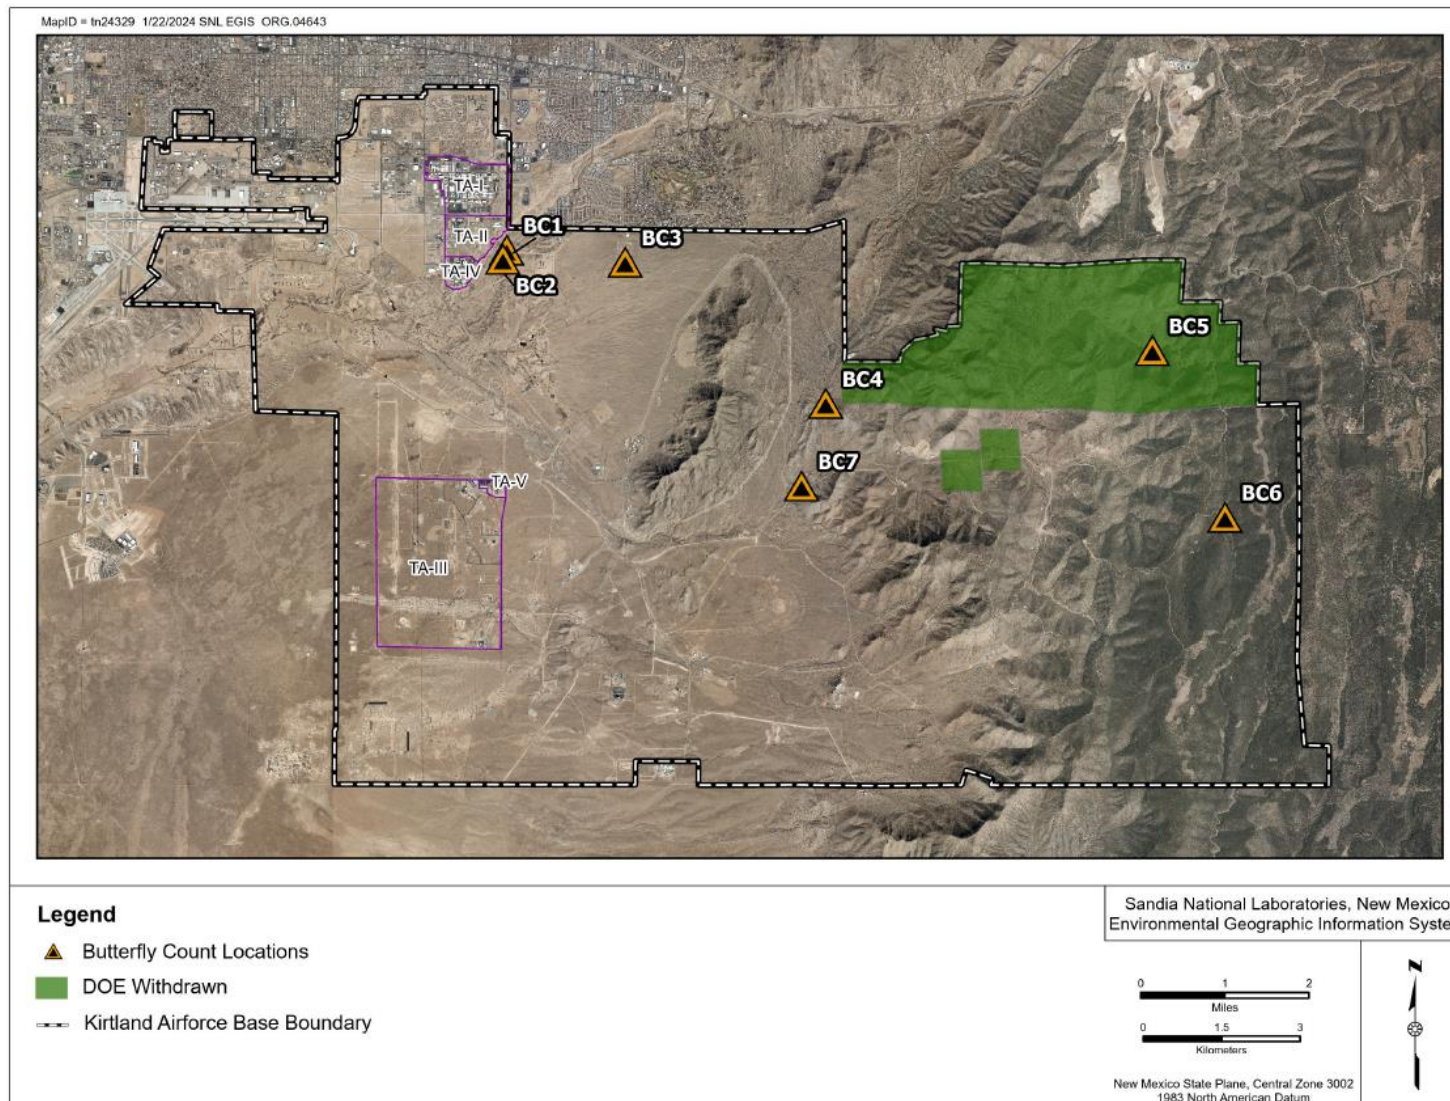 MapID = tn24329 1/22/2024 SNL EGIS ORG.04643
TA-I
TA-II
BC1
BC3
TA-IV
BC2
BC5
BC4
BC7
TA-V
BC6
TA-III
Legend
Butterfly Count Locations
DOE Withdrawn
Kirtland Airforce Base Boundary
Sandia National Laboratories, New Mexico
Environmental Geographic Information Syste
0 1 2
Miles
0 1.5 3
Kilometers
N
New Mexico State Plane, Central Zone 3002
1983 North American Datum